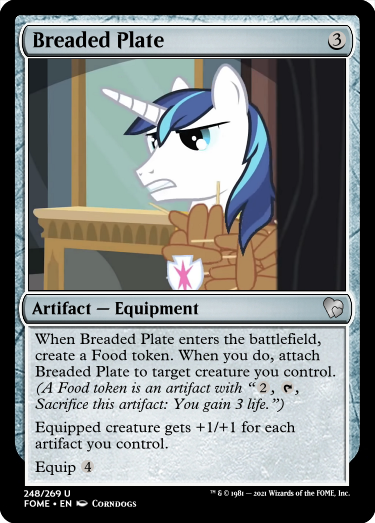 Breaded Plate 3
Artifact — Equipment
When Breaded Plate enters the battlefield,
create a Food token. When you do, attach
Breaded Plate to target creature you control.
(A Food token is an artifact with “2, T,
Sacrifice this artifact: You gain 3 life.”)
Equipped creature gets +1/+1 for each
artifact you control.
Equip 4
248/269 U
FOME • EN Corndogs
™ & © 1981 — 2021 Wizards of the FOME, Inc.